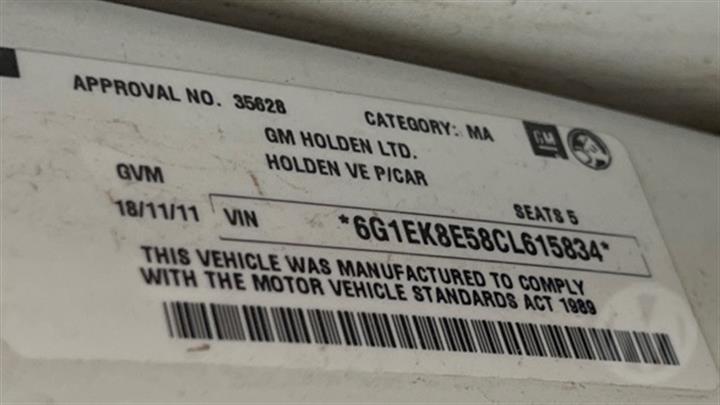 APPROVAL NO. 35628 CATEGORY: MA
GM
GM HOLDEN LTD.
HOLDEN VE P/CAR
GVM SEATS 5
18/11/11 VIN *6G1EK8E58CL615834*
THIS VEHICLE WAS MANUFACTURED TO COMPLY
WITH THE MOTOR VEHICLE STANDARDS ACT 1989